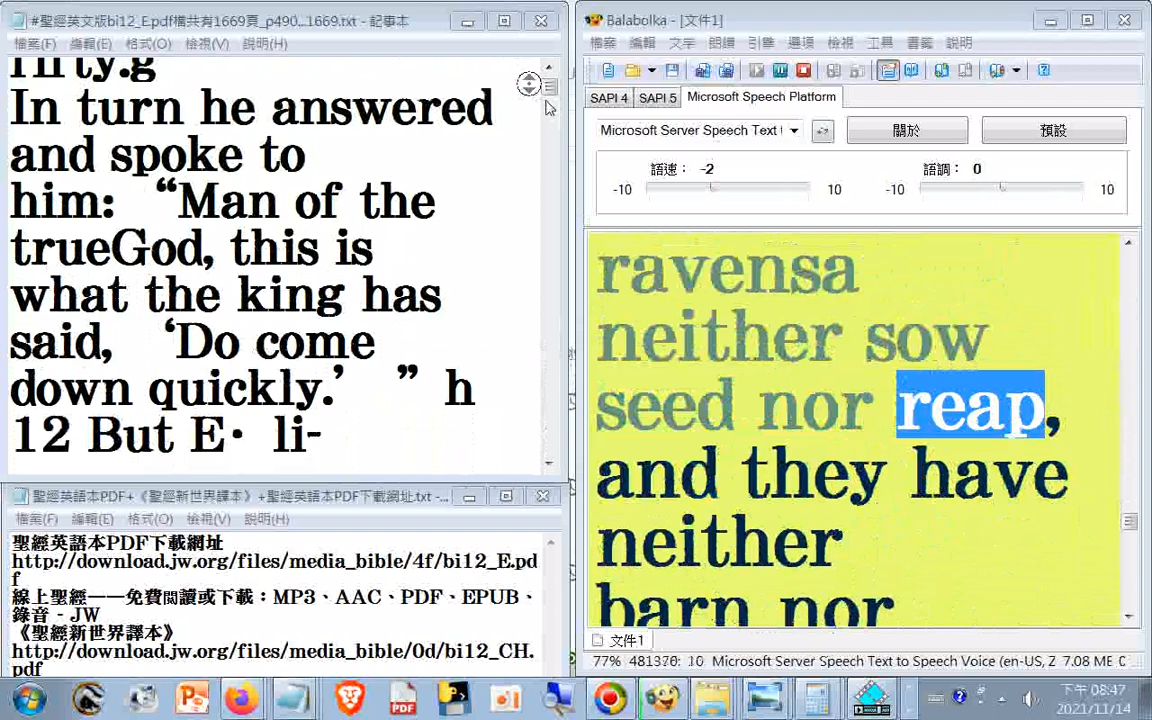 #聖經英文版bi12_E.pdf檔共有1669頁_p490,..1669.txt - 記事本
檔案(F) 編輯(E) 格式(O) 檢視(V) 說明(H)
fifty.g
In turn he answered
and spoke to
him: “Man of the
trueGod, this is
what the king has
said, ‘Do come
down quickly.’ ” h
12 But E· li-
聖經英語本PDF+《聖經新世界譯本》+聖經英語本PDF下載網址.txt - ...
檔案(F) 編輯(E) 格式(O) 檢視(V) 說明(H)
聖經英語本PDF下載網址
http://download.jw.org/files/media_bible/4f/bi12_E.pd
f
線上聖經——免費閱讀或下載：MP3、AAC、PDF、EPUB、
錄音 - JW
《聖經新世界譯本》
http://download.jw.org/files/media_bible/0d/bi12_CH.
pdf
Balabolka - [文件1]
檔案 編輯 文字 朗讀 引擎 選項 檢視 工具 書籤 說明
SAPI 4 SAPI 5 Microsoft Speech Platform
Microsoft Server Speech Text 關於 預設
語速： -2 語調： 0
-10 10 -10 10
ravensa
neither sow
seed nor reap,
and they have
neither
barn nor
文件1
77% 481376: 10 Microsoft Server Speech Text to Speech Voice (en-US, Z 7.08 ME C
下午 08:47
2021/11/14